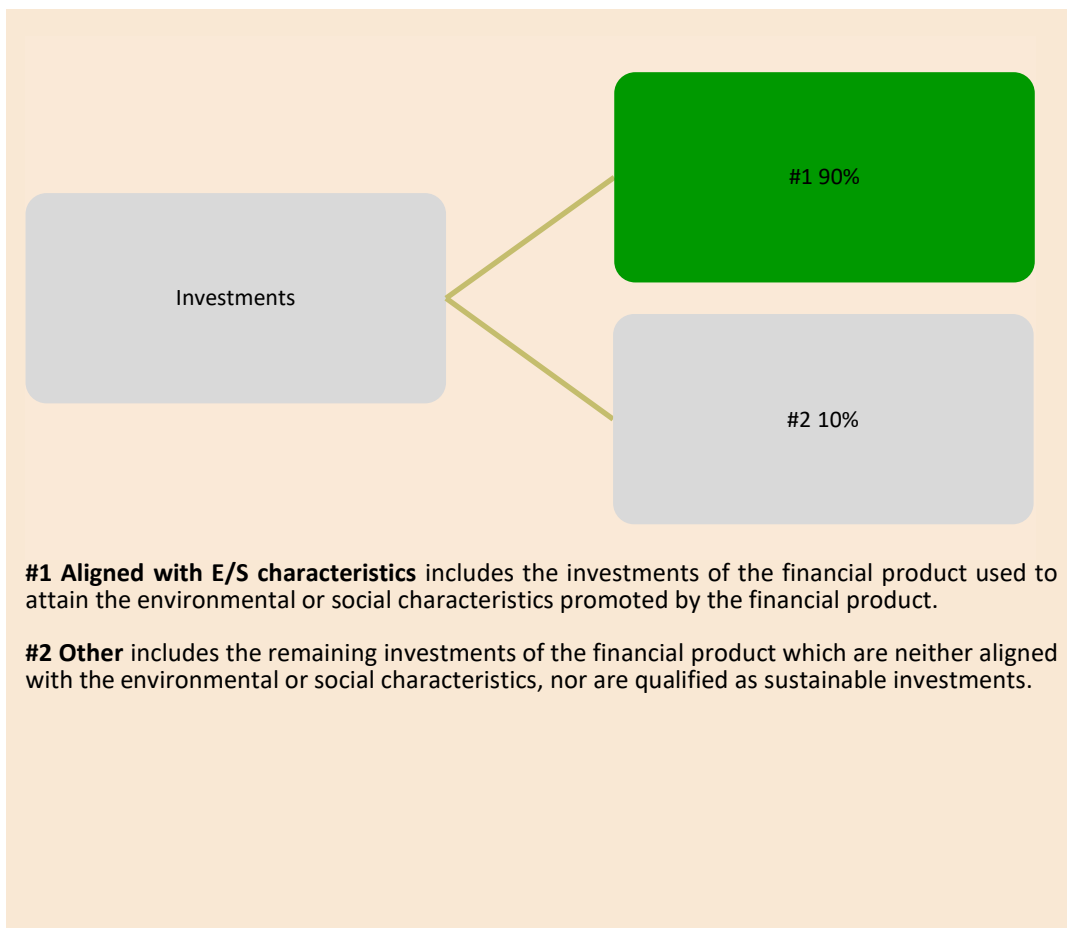 #1 90%
Investments
#2 10%
#1 Aligned with E/S characteristics includes the investments of the financial product used to
attain the environmental or social characteristics promoted by the financial product.
#2 Other includes the remaining investments of the financial product which are neither aligned
with the environmental or social characteristics, nor are qualified as sustainable investments.